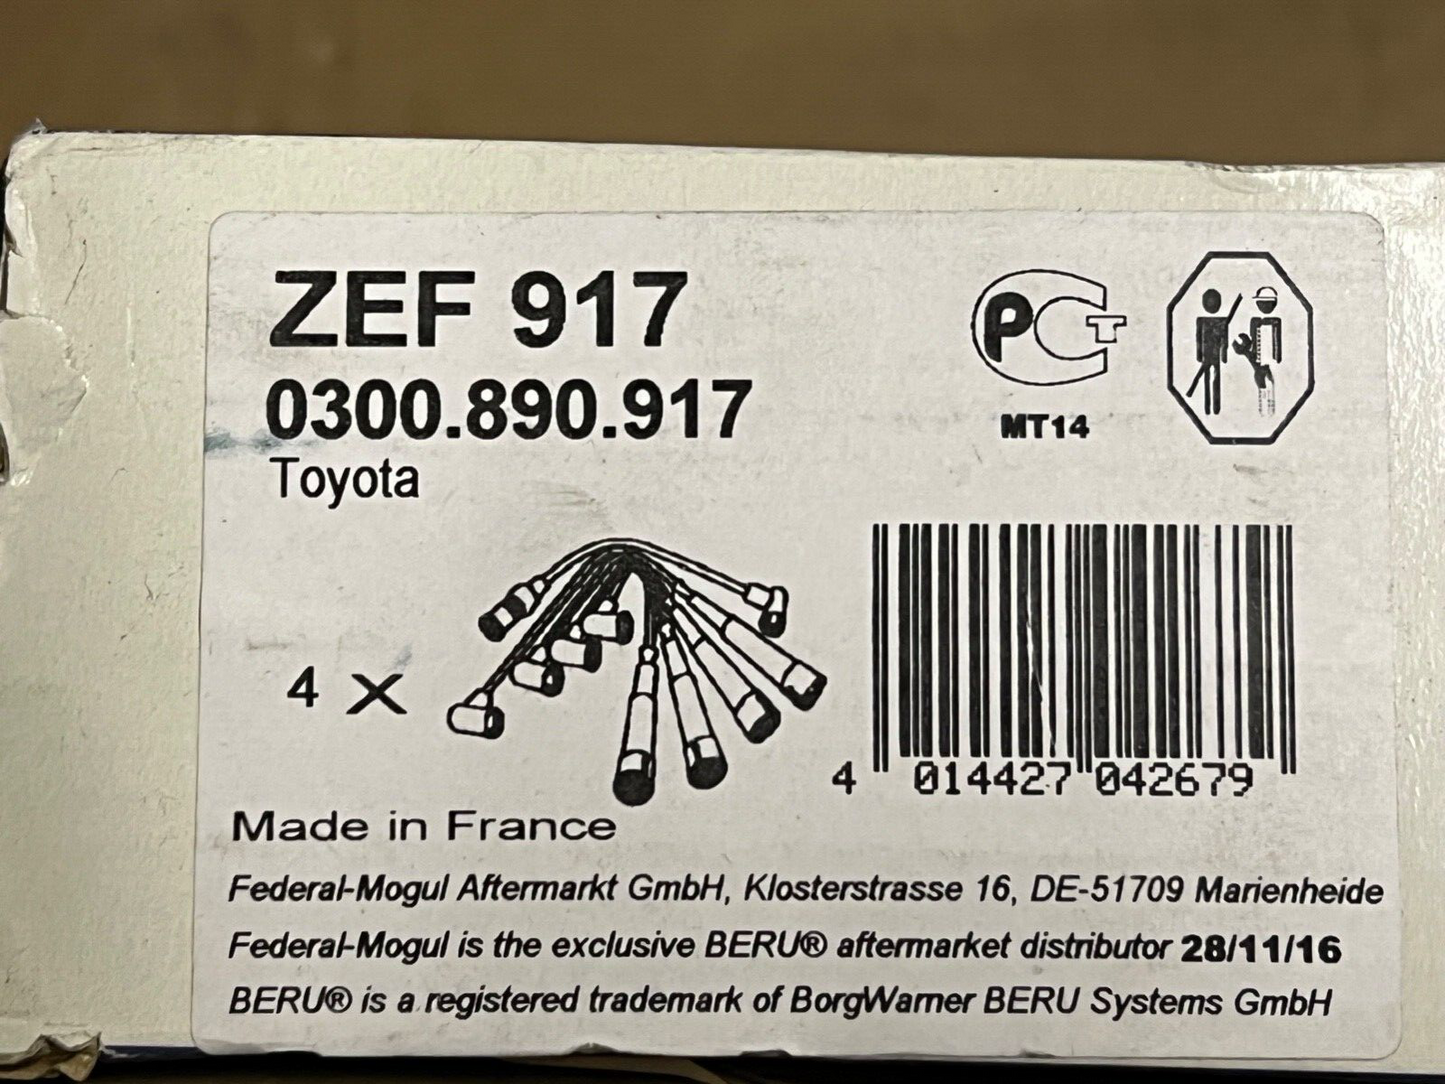 ZEF 917
0300.890.917
Toyota
PCT
MT14
4 X
4 014427 042679
Made in France
Federal-Mogul Aftermarkt GmbH, Klosterstrasse 16, DE-51709 Marienheide
Federal-Mogul is the exclusive BERU® aftermarket distributor 28/11/16
BERU® is a registered trademark of BorgWarner BERU Systems GmbH